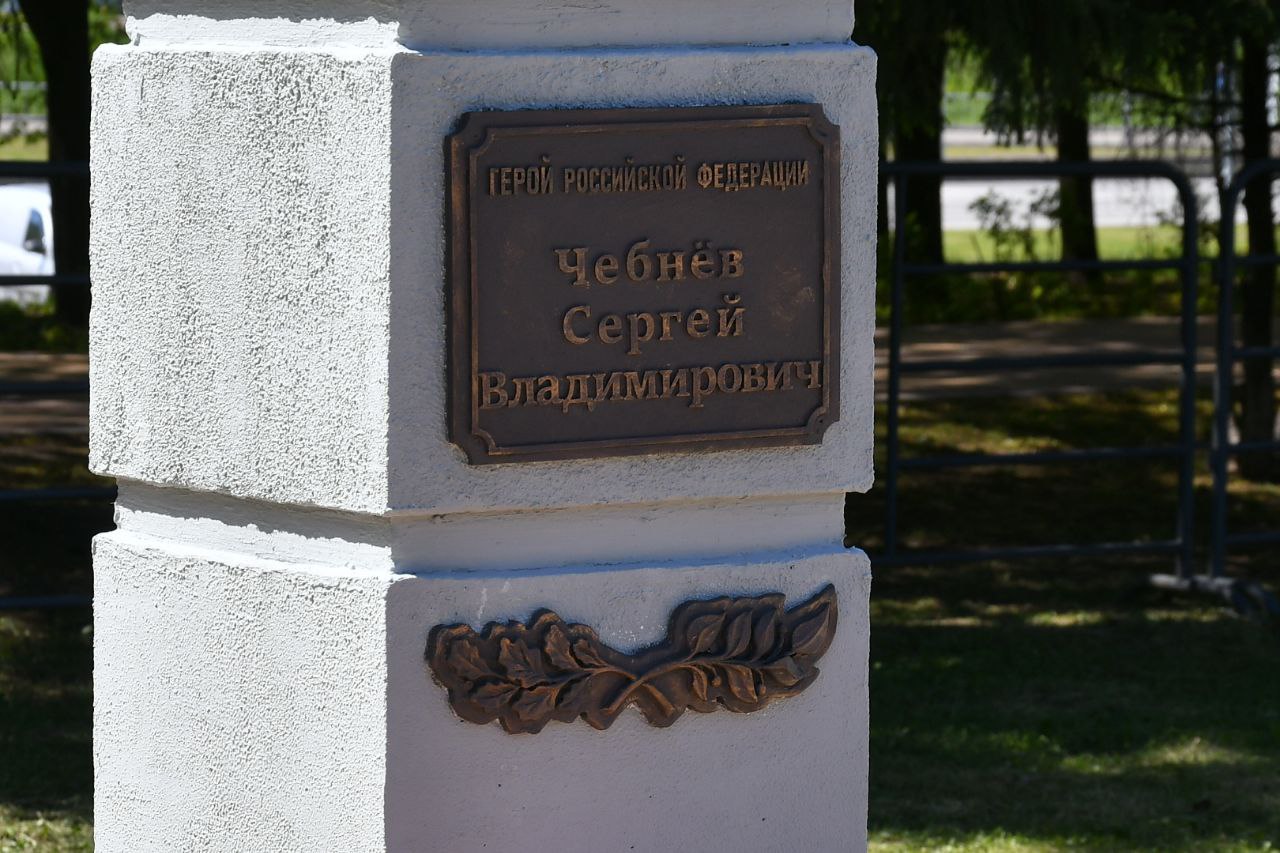 ГЕРОЙ РОССИЙСКОЙ ФЕДЕРАЦИИ
Чебнёв
Сергей
Владимирович